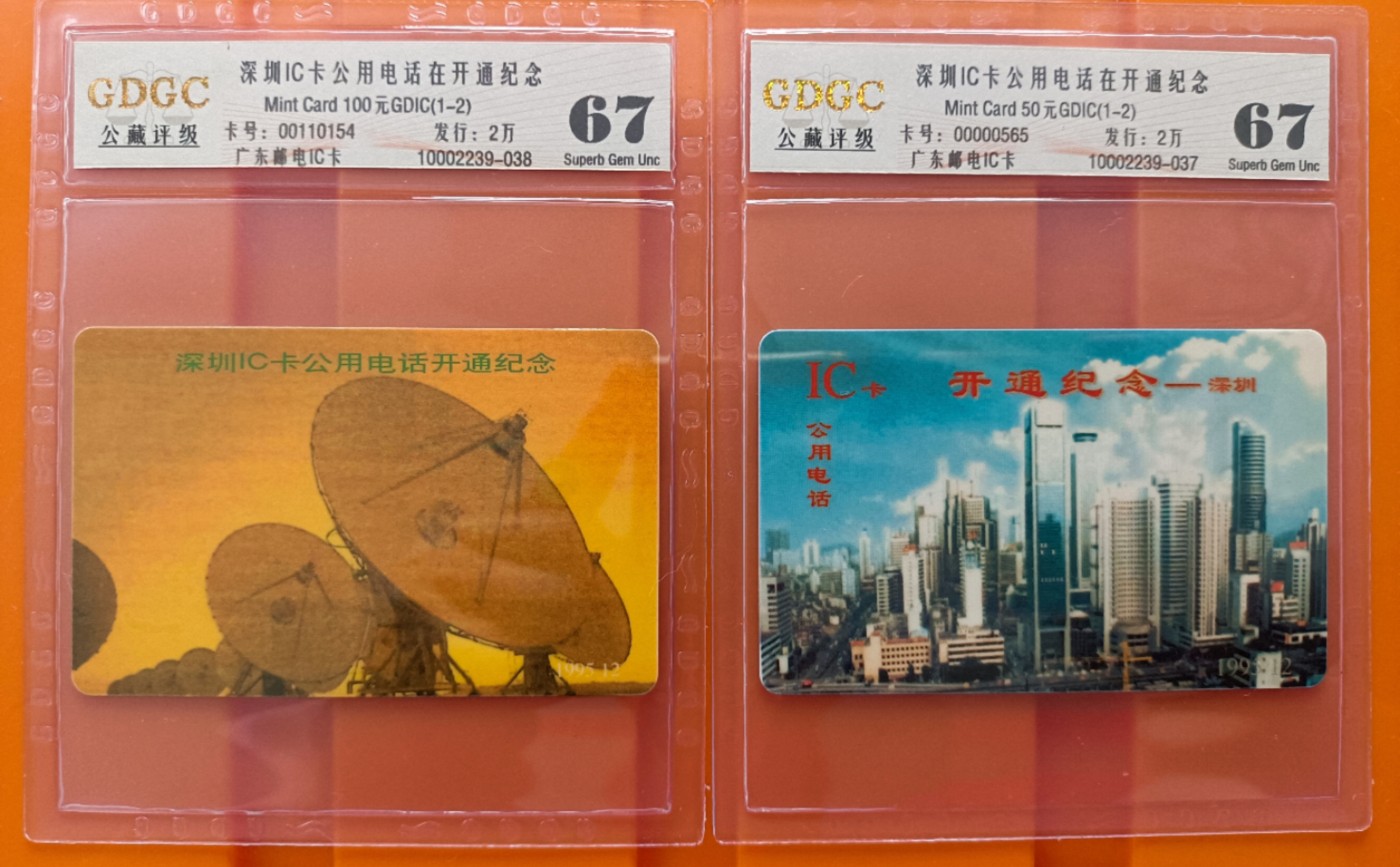 GDGC
公藏评级
深圳IC卡公用电话在开通纪念
Mint Card 100元GDIC(1-2)
卡号：00110154 发行：2万
广东邮电IC卡 10002239-038
67
Superb Gem Unc
深圳IC卡公用电话开通纪念
1995.12
GDGC
公藏评级
深圳IC卡公用电话在开通纪念
Mint Card 50元GDIC(1-2)
卡号：00000565 发行：2万
广东邮电IC卡 10002239-037
67
Superb Gem Unc
IC卡 开通纪念—深圳
公用电话
1995.12